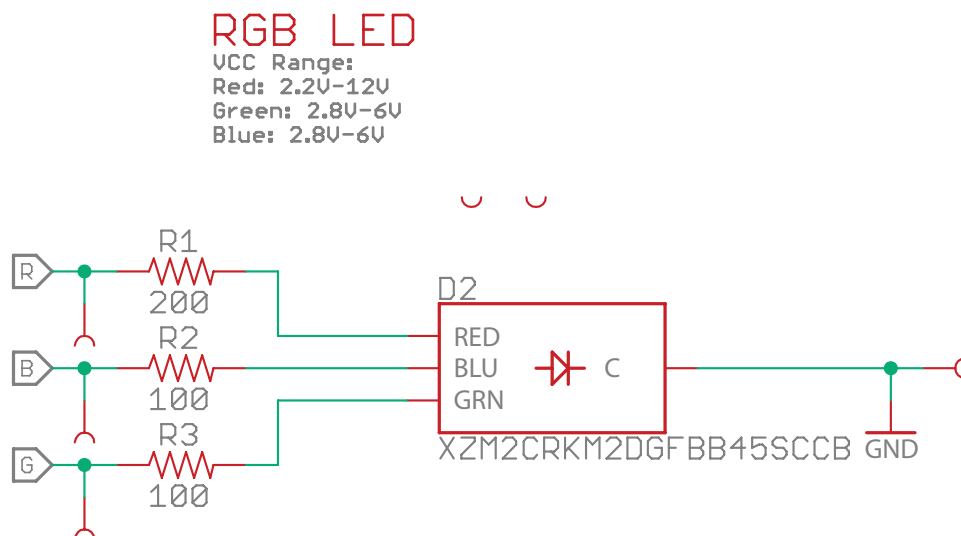 RGB LED
VCC Range:
Red: 2.2V-12V
Green: 2.8V-6V
Blue: 2.8V-6V
R1
R
200
D2
R2
RED
B
BLU
C
100
GRN
R3
XZM2CRKM2DGFBB45SCCB
GND
G
100